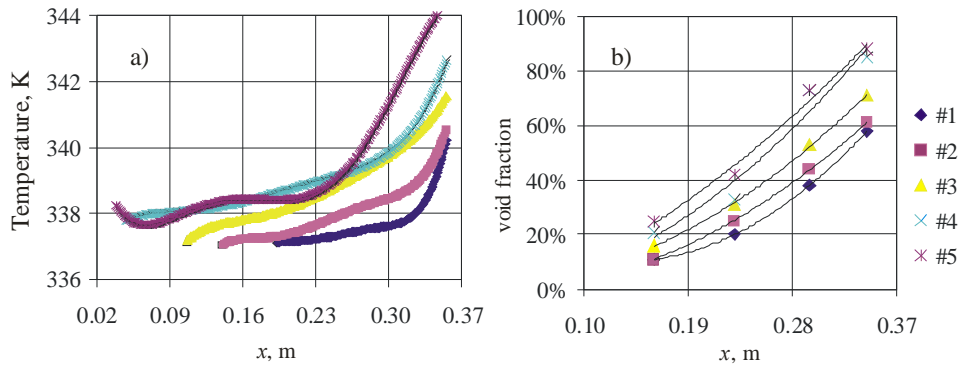 344
342
340
338
336
Temperature, K
a)
0.02 0.09 0.16 0.23 0.30 0.37
x, m
100%
80%
60%
40%
20%
0%
void fraction
b)
0.10 0.19 0.28 0.37
x, m
#1
#2
#3
#4
#5